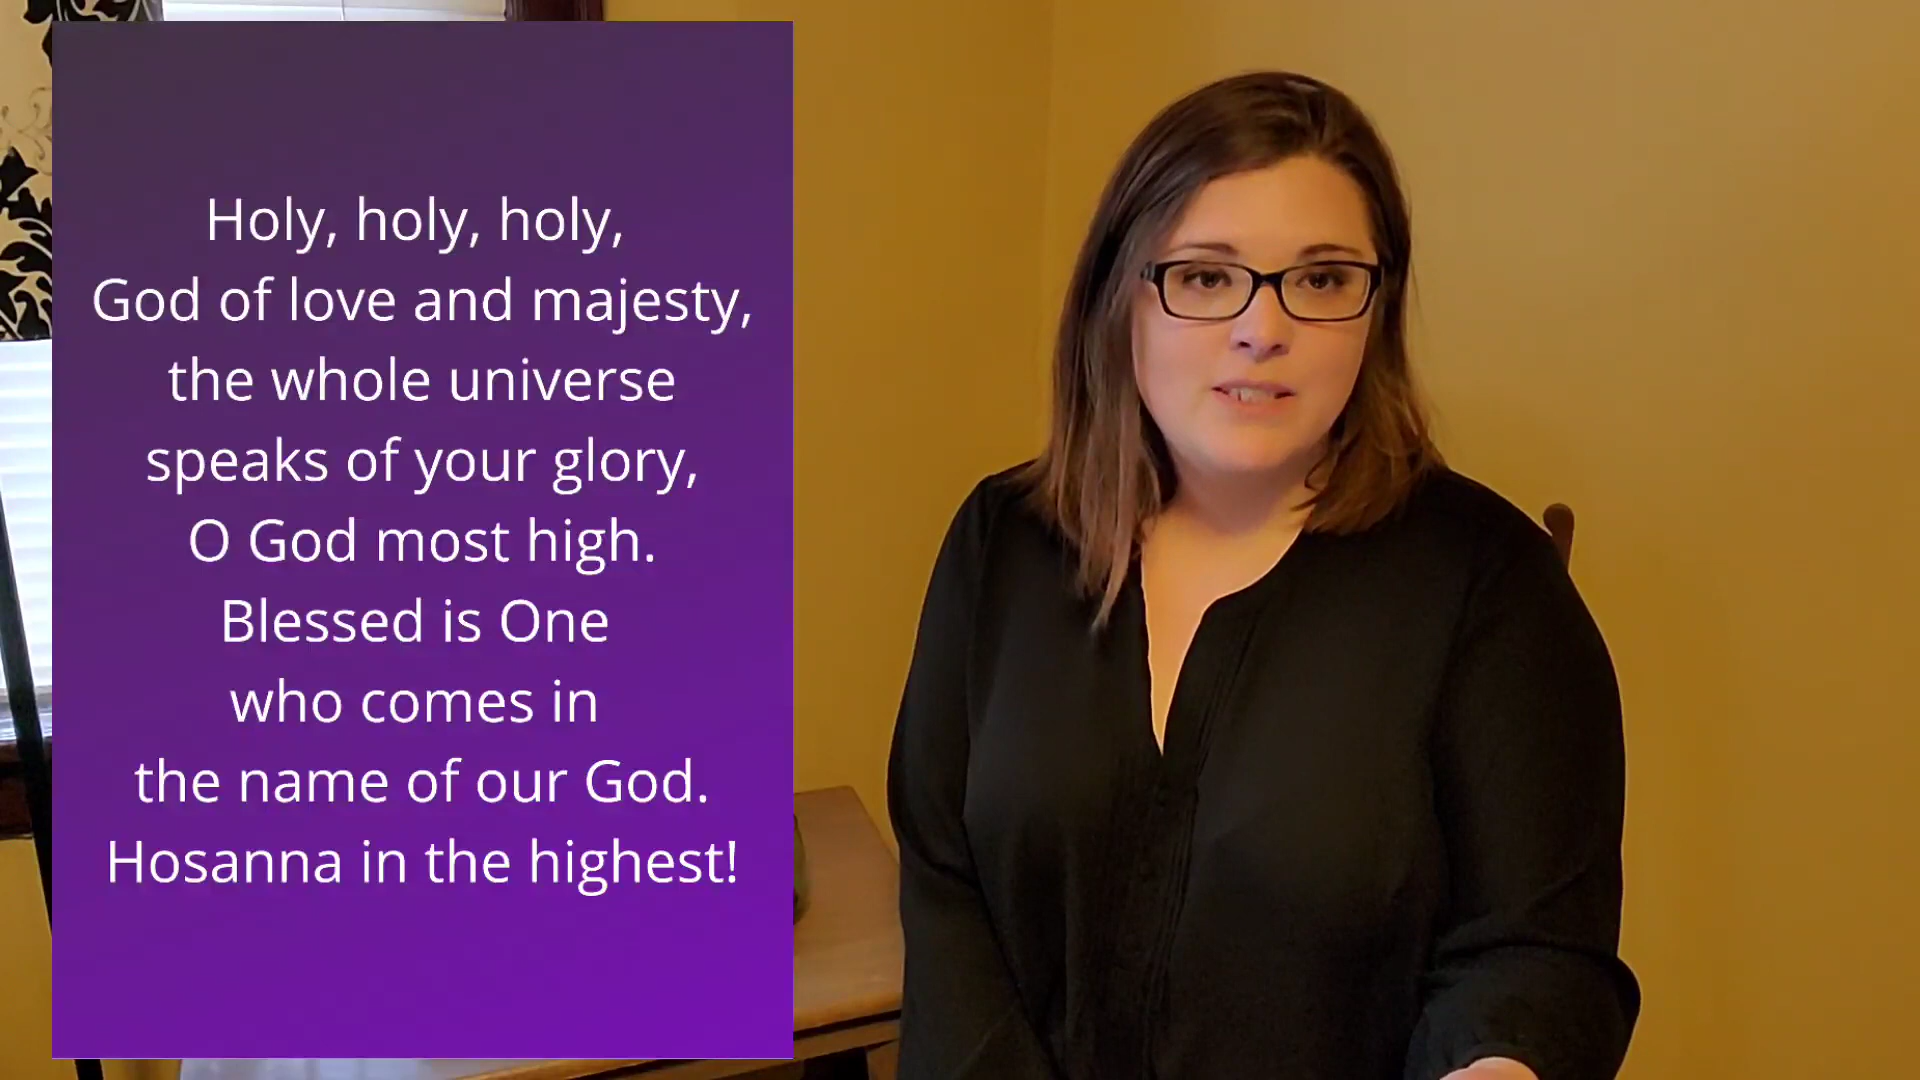 Holy, holy, holy,
God of love and majesty,
the whole universe
speaks of your glory,
O God most high.
Blessed is One
who comes in
the name of our God.
Hosanna in the highest!